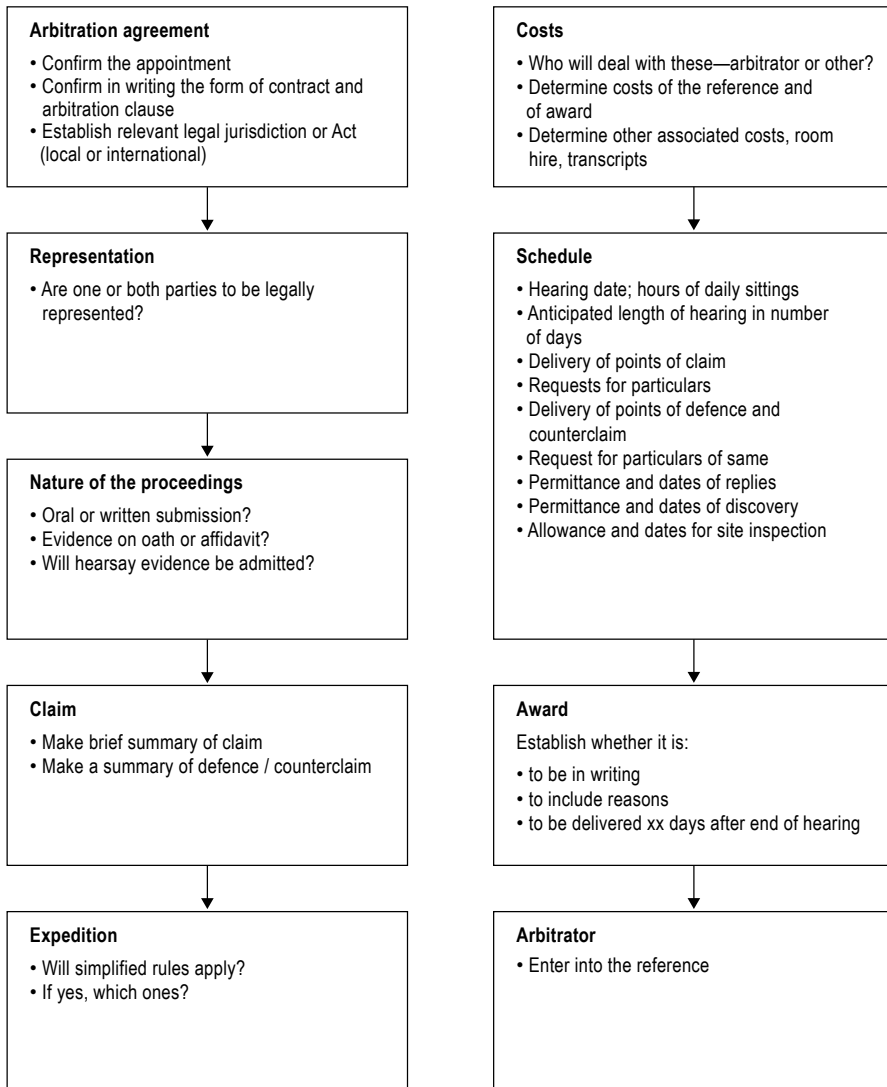 Arbitration agreement
• Confirm the appointment
• Confirm in writing the form of contract and
arbitration clause
• Establish relevant legal jurisdiction or Act
(local or international)
Representation
• Are one or both parties to be legally
represented?
Nature of the proceedings
• Oral or written submission?
• Evidence on oath or affidavit?
• Will hearsay evidence be admitted?
Claim
• Make brief summary of claim
• Make a summary of defence / counterclaim
Expedition
• Will simplified rules apply?
• If yes, which ones?
Costs
• Who will deal with these—arbitrator or other?
• Determine costs of the reference and
of award
• Determine other associated costs, room
hire, transcripts
Schedule
• Hearing date; hours of daily sittings
• Anticipated length of hearing in number
of days
• Delivery of points of claim
• Requests for particulars
• Delivery of points of defence and
counterclaim
• Request for particulars of same
• Permittance and dates of replies
• Permittance and dates of discovery
• Allowance and dates for site inspection
Award
Establish whether it is:
• to be in writing
• to include reasons
• to be delivered xx days after end of hearing
Arbitrator
• Enter into the reference